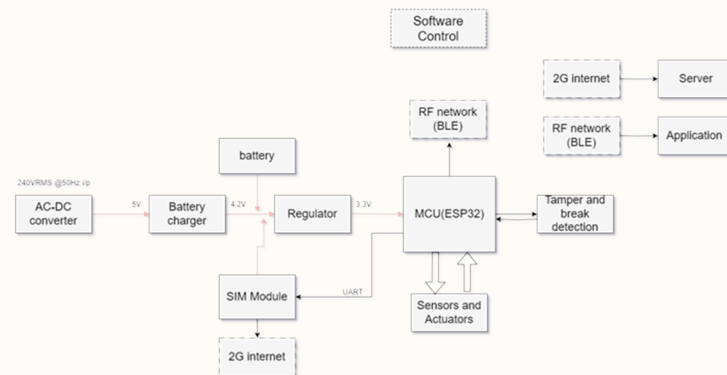 Software
Control
2G internet
Server
RF network
(BLE)
RF network
(BLE)
Application
battery
240VRMS @50Hz i/p
AC-DC
converter
5V
Battery
charger
4.2V
Regulator
3.3V
MCU(ESP32)
Tamper and
break
detection
SIM Module
UART
Sensors and
Actuators
2G internet